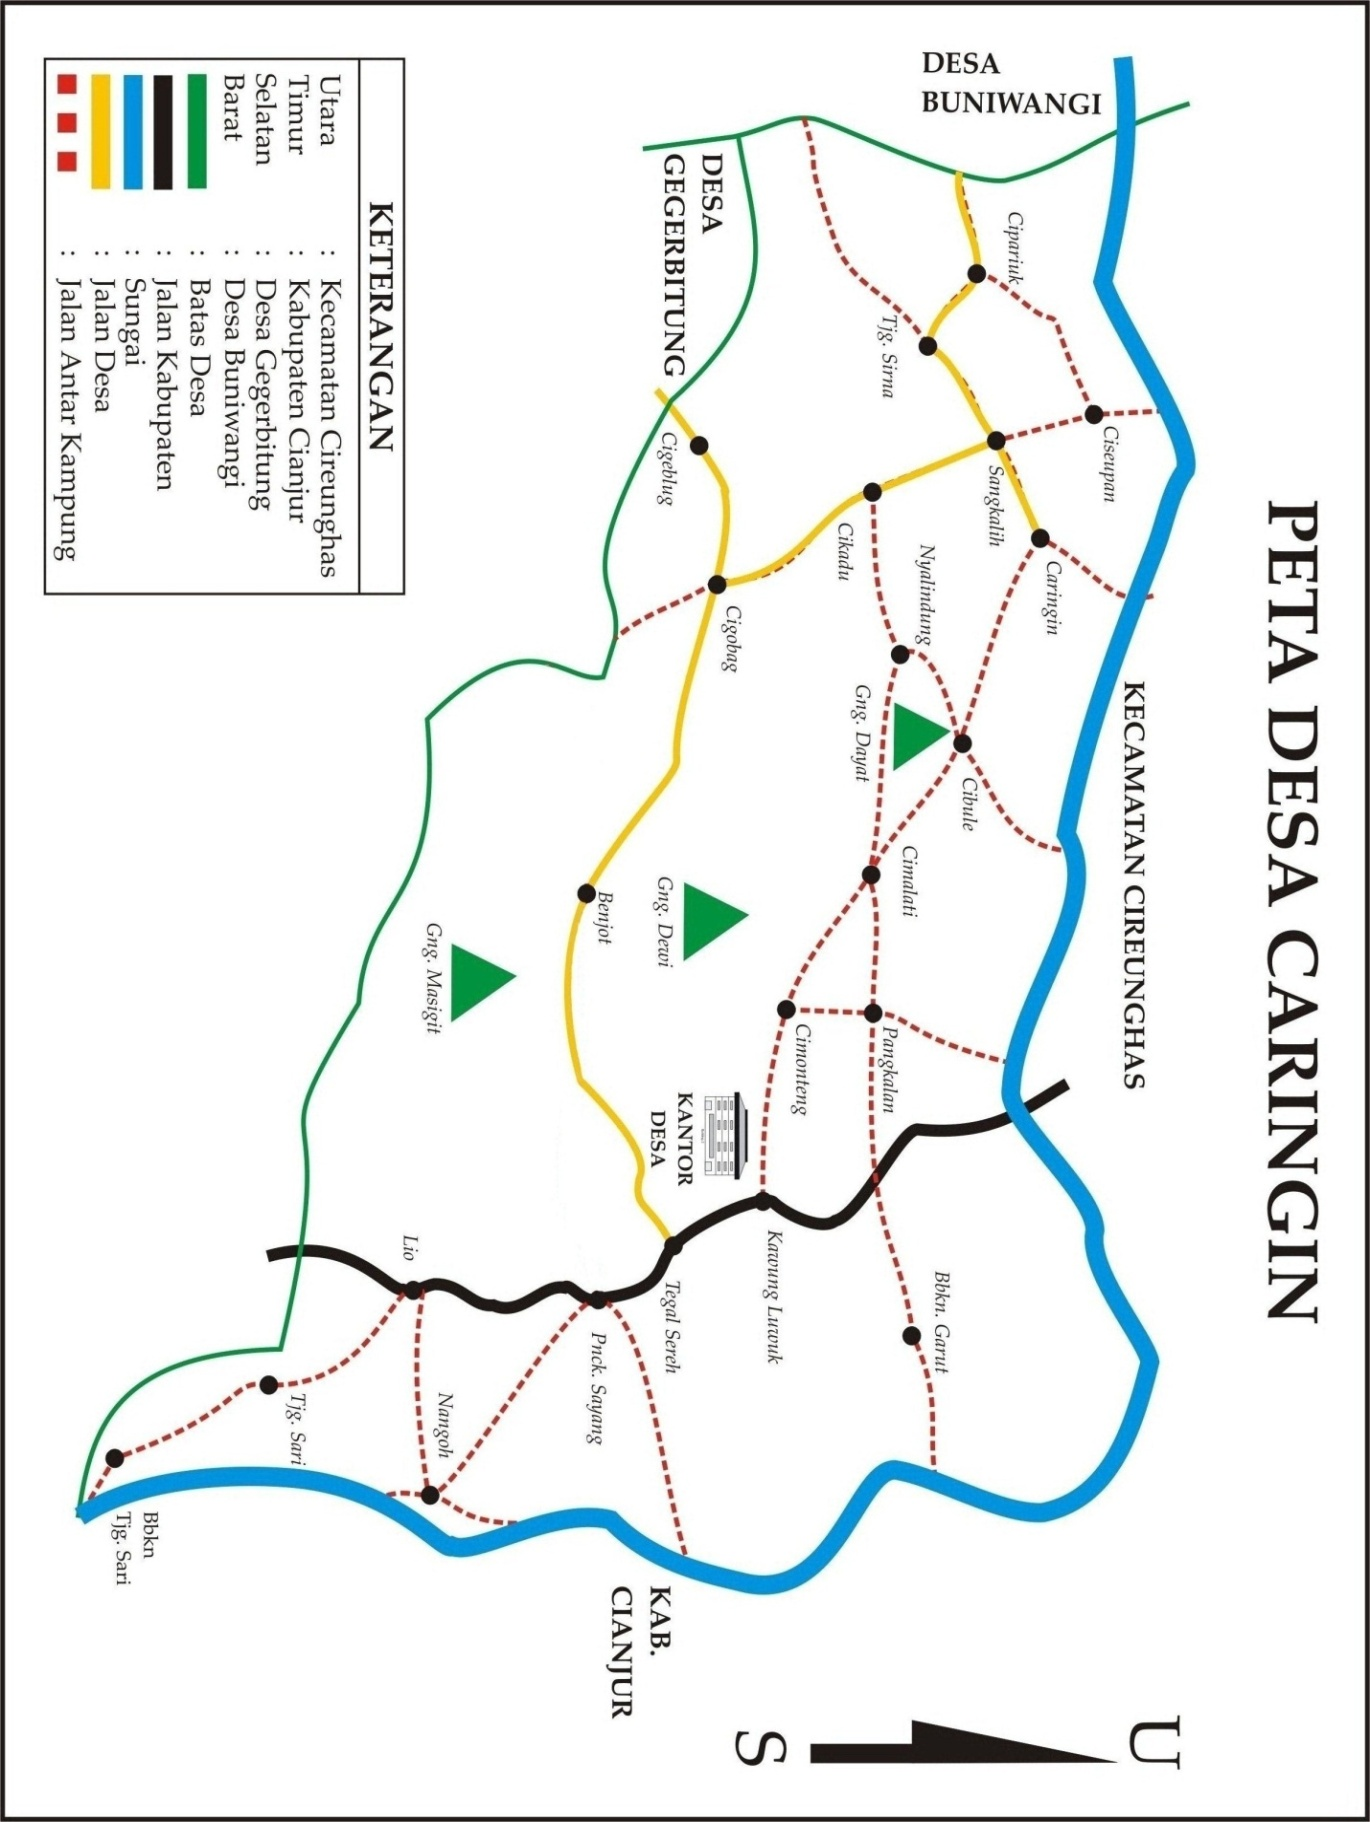 PETA DESA CARINGIN
U
S
DESA
BUNIWANGI
KECAMATAN CIREUNGHAS
DESA
GEGERBITUNG
KAB.
CIANJUR
KANTOR
DESA
Cipariuk
Tjg. Sirna
Ciseupan
Sangkalih
Caringin
Cikadu
Nyalindung
Cigeblug
Cigobag
Gng. Dayat
Cibule
Cimalati
Benjot
Gng. Dewi
Gng. Masigit
Pangkalan
Cimonteng
Kawung Luwuk
Bbkn. Garut
Tegal Sereh
Pnck. Sayang
Lio
Nangoh
Tjg. Sari
Bbkn
Tjg. Sari
KETERANGAN
Utara : Kecamatan Cireunghas
Timur : Kabupaten Cianjur
Selatan : Desa Gegerbitung
Barat : Desa Buniwangi
: Batas Desa
: Jalan Kabupaten
: Sungai
: Jalan Desa
: Jalan Antar Kampung